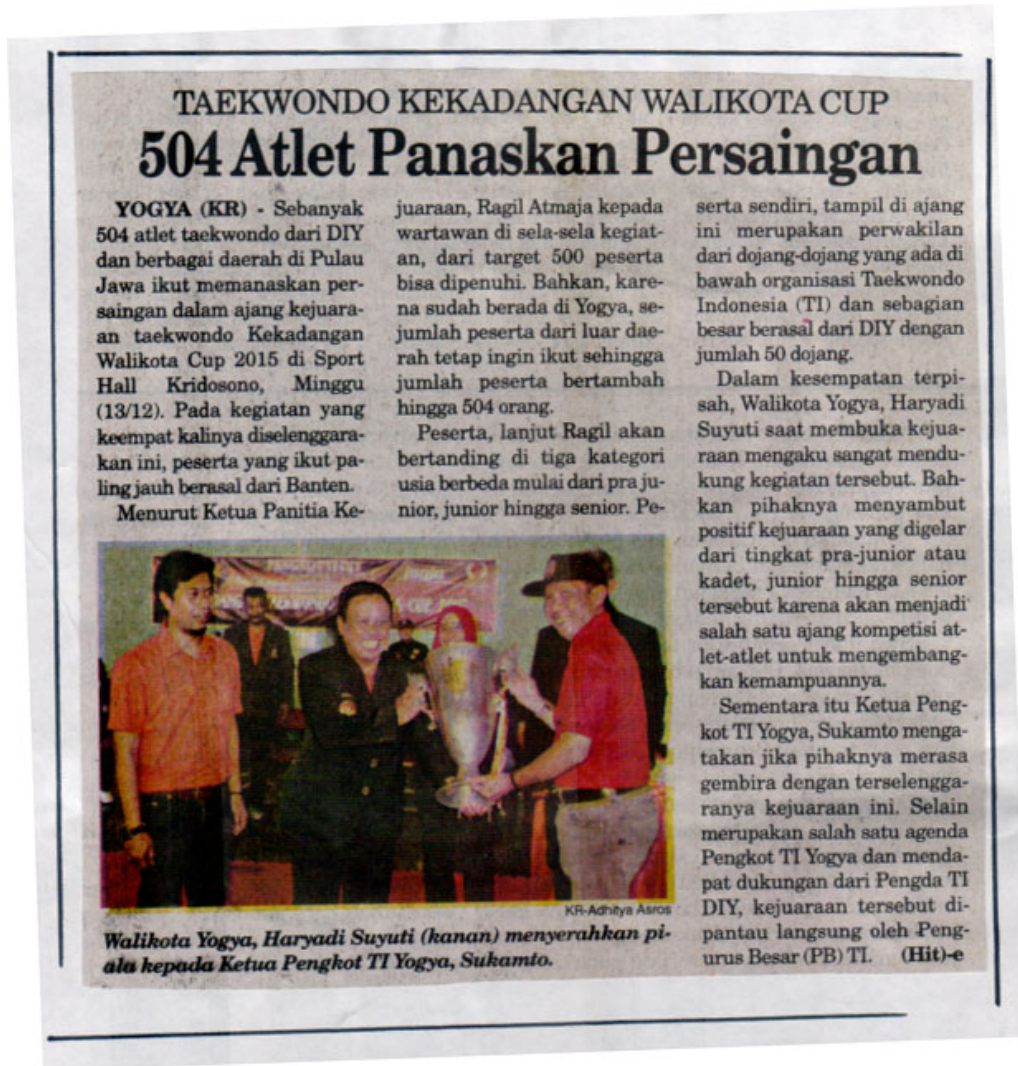 TAEKWONDO KEKADANGAN WALIKOTA CUP
504 Atlet Panaskan Persaingan
YOGYA (KR) - Sebanyak
504 atlet taekwondo dari DIY
dan berbagai daerah di Pulau
Jawa ikut memanaskan per-
saingan dalam ajang kejuara-
an taekwondo Kekadangan
Walikota Cup 2015 di Sport
Hall Kridosono, Minggu
(13/12). Pada kegiatan yang
keempat kalinya diselenggara-
kan ini, peserta yang ikut pa-
ling jauh berasal dari Banten.
Menurut Ketua Panitia Ke-
juaraan, Ragil Atmaja kepada
wartawan di sela-sela kegiat-
an, dari target 500 peserta
bisa dipenuhi. Bahkan, kare-
na sudah berada di Yogya, se-
jumlah peserta dari luar dae-
rah tetap ingin ikut sehingga
jumlah peserta bertambah
hingga 504 orang.
Peserta, lanjut Ragil akan
bertanding di tiga kategori
usia berbeda mulai dari pra ju-
nior, junior hingga senior. Pe-
serta sendiri, tampil di ajang
ini merupakan perwakilan
dari dojang-dojang yang ada di
bawah organisasi Taekwondo
Indonesia (TI) dan sebagian
besar berasal dari DIY dengan
jumlah 50 dojang.
Dalam kesempatan terpi-
sah, Walikota Yogya, Haryadi
Suyuti saat membuka kejua-
raan mengaku sangat mendu-
kung kegiatan tersebut. Bah-
kan pihaknya menyambut
positif kejuaraan yang digelar
dari tingkat pra-junior atau
kadet, junior hingga senior
tersebut karena akan menjadi
salah satu ajang kompetisi at-
let-atlet untuk mengembang-
kan kemampuannya.
Sementara itu Ketua Peng-
kot TI Yogya, Sukamto menga-
takan jika pihaknya merasa
gembira dengan terselengga-
ranya kejuaraan ini. Selain
merupakan salah satu agenda
Pengkot TI Yogya dan menda-
pat dukungan dari Pengda TI
DIY, kejuaraan tersebut di-
pantau langsung oleh Peng-
urus Besar (PB) TI. (Hit)-e
KR-Adhitya Asros
Walikota Yogya, Haryadi Suyuti (kanan) menyerahkan pi-
ala kepada Ketua Pengkot TI Yogya, Sukamto.